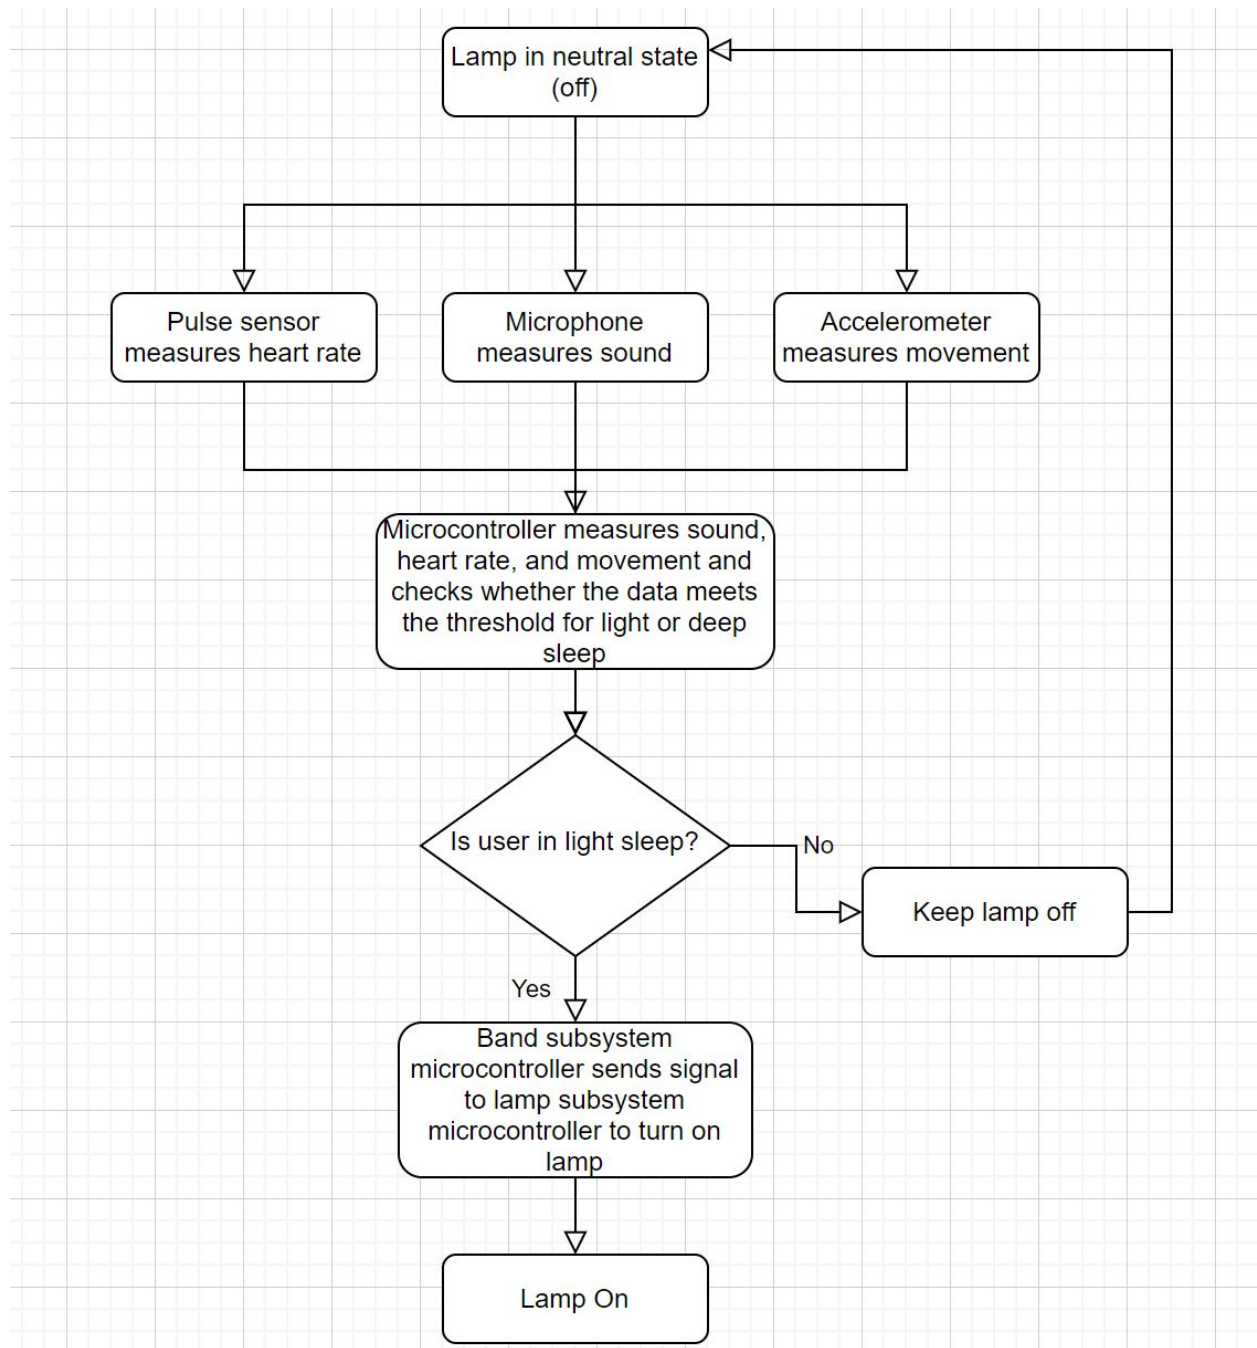 Lamp in neutral state
(off)
Pulse sensor
measures heart rate
Microphone
measures sound
Accelerometer
measures movement
Microcontroller measures sound,
heart rate, and movement and
checks whether the data meets
the threshold for light or deep
sleep
Is user in light sleep?
No
Keep lamp off
Yes
Band subsystem
microcontroller sends signal
to lamp subsystem
microcontroller to turn on
lamp
Lamp On